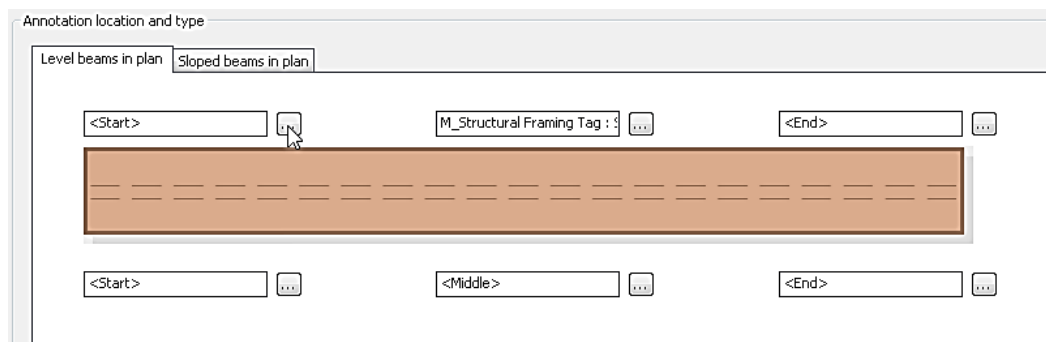 Annotation location and type
Level beams in plan Sloped beams in plan
<Start> ... M_Structural Framing Tag : ... <End> ...
<Start> ... <Middle> ... <End> ...